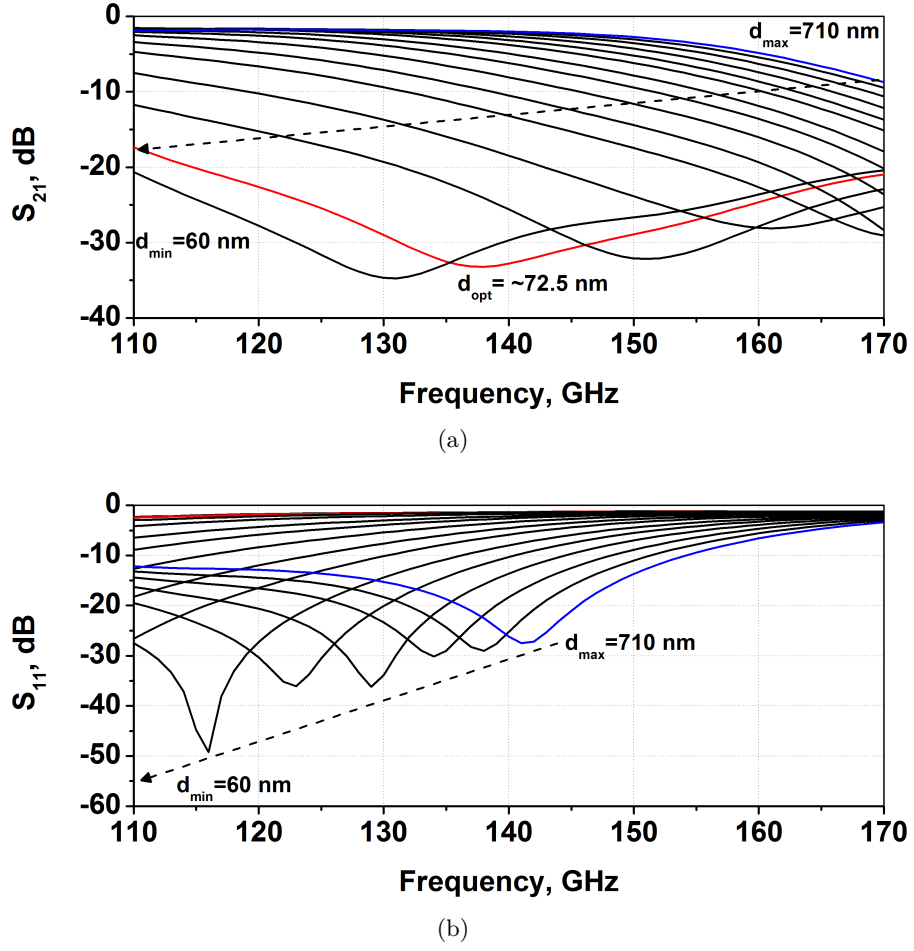 0
-10
-20
-30
-40
S21, dB
dmax=710 nm
dmin=60 nm
dopt= ~72.5 nm
110 120 130 140 150 160 170
Frequency, GHz
(a)
0
-10
-20
-30
-40
-50
-60
S11, dB
dmax=710 nm
dmin=60 nm
110 120 130 140 150 160 170
Frequency, GHz
(b)